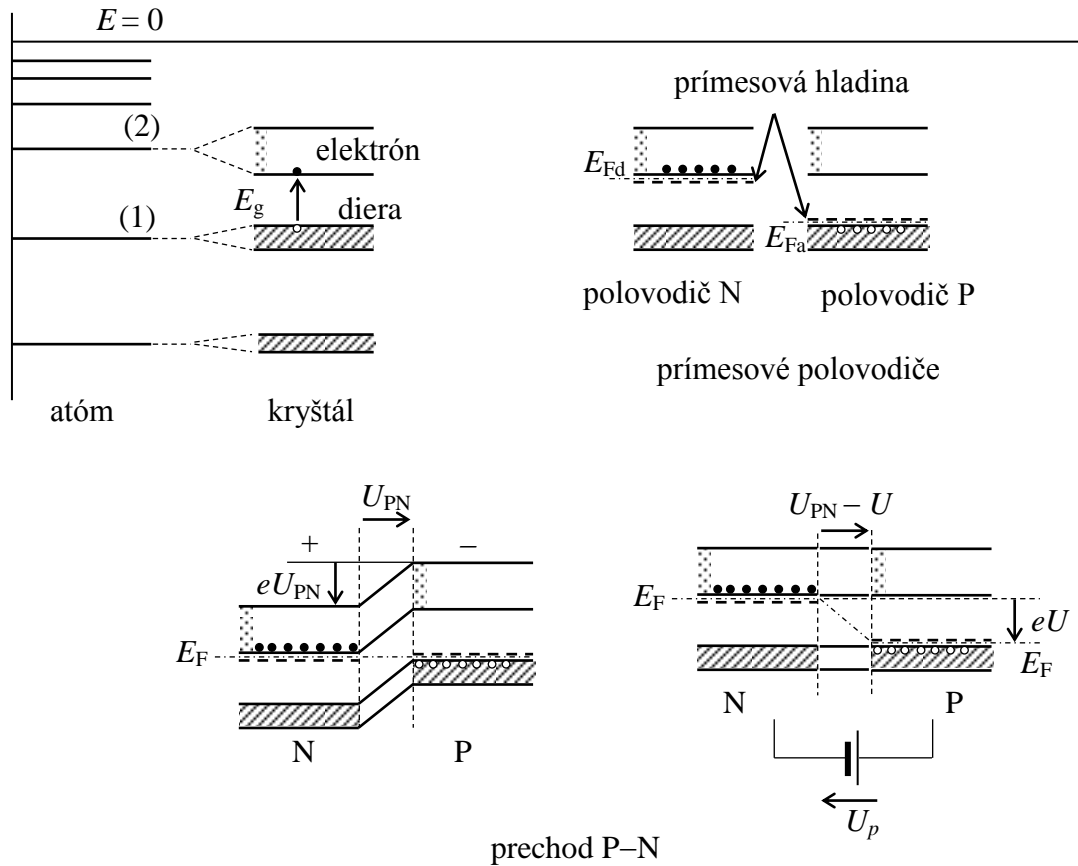 E = 0
prímesová hladina
(2)
elektrón
E_Fd
E_g
(1)
diera
E_Fa
polovodič N
polovodič P
prímesové polovodiče
atóm
kryštál
U_PN
+
–
eU_PN
E_F
N
P
U_PN – U
E_F
eU
E_F
N
P
U_p
prechod P–N